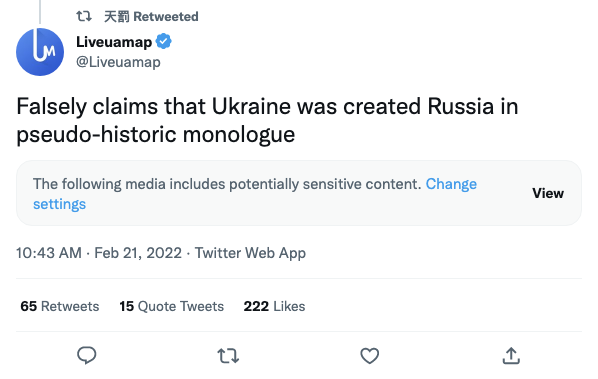 天罰 Retweeted
Liveuamap
@Liveuamap
Falsely claims that Ukraine was created Russia in
pseudo-historic monologue
The following media includes potentially sensitive content. Change
settings
View
10:43 AM · Feb 21, 2022 · Twitter Web App
65 Retweets 15 Quote Tweets 222 Likes